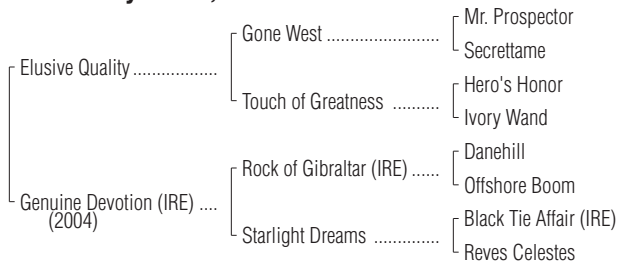 Mr. Prospector
Gone West .......................
Secrettame
Elusive Quality .................
Hero's Honor
Touch of Greatness ..........
Ivory Wand
Danehill
Rock of Gibraltar (IRE) ......
Offshore Boom
Genuine Devotion (IRE) ....
(2004)
Black Tie Affair (IRE)
Starlight Dreams ..............
Reves Celestes